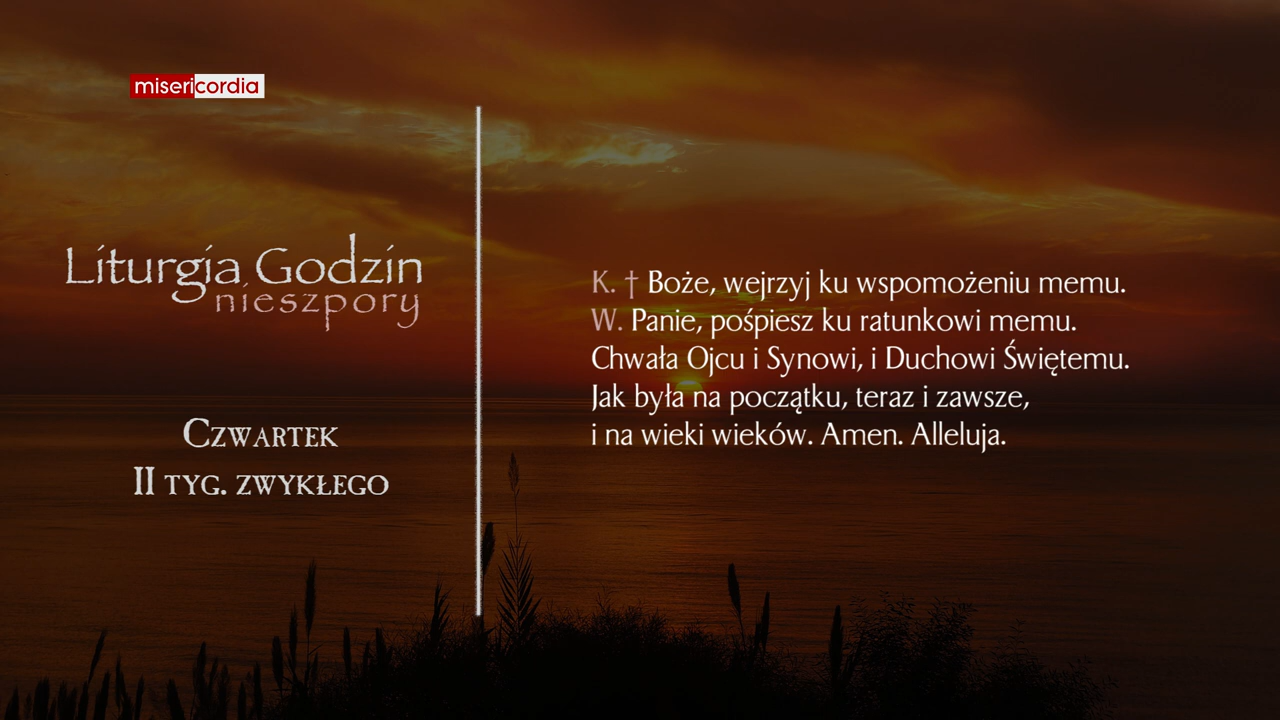 misericordia
Liturgia Godzin
nieszpory
Czwartek
II tyg. zwykłego
K. † Boże, wejrzyj ku wspomożeniu memu.
W. Panie, pośpiesz ku ratunkowi memu.
Chwała Ojcu i Synowi, i Duchowi Świętemu.
Jak była na początku, teraz i zawsze,
i na wieki wieków. Amen. Alleluja.